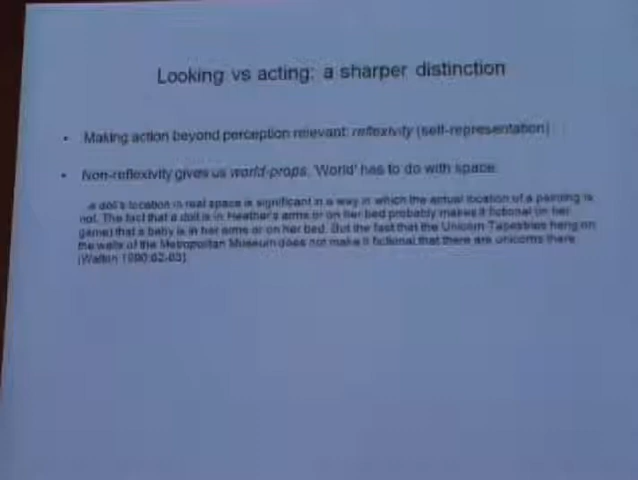 Looking vs acting: a sharper distinction
• Making action beyond perception relevant: reflexivity (self-representation)
• Non-reflexivity gives us world-props. 'World' has to do with space:
a doll's location in real space is significant in a way in which the actual location of a painting is
not. The fact that a doll is in Heather's arms or on her bed probably makes it fictional (in her
game) that a baby is in her arms or on her bed. But the fact that the Unicorn Tapestries hang on
the walls of the Metropolitan Museum does not make it fictional that there are unicorns there
(Walton 1990:62-63)